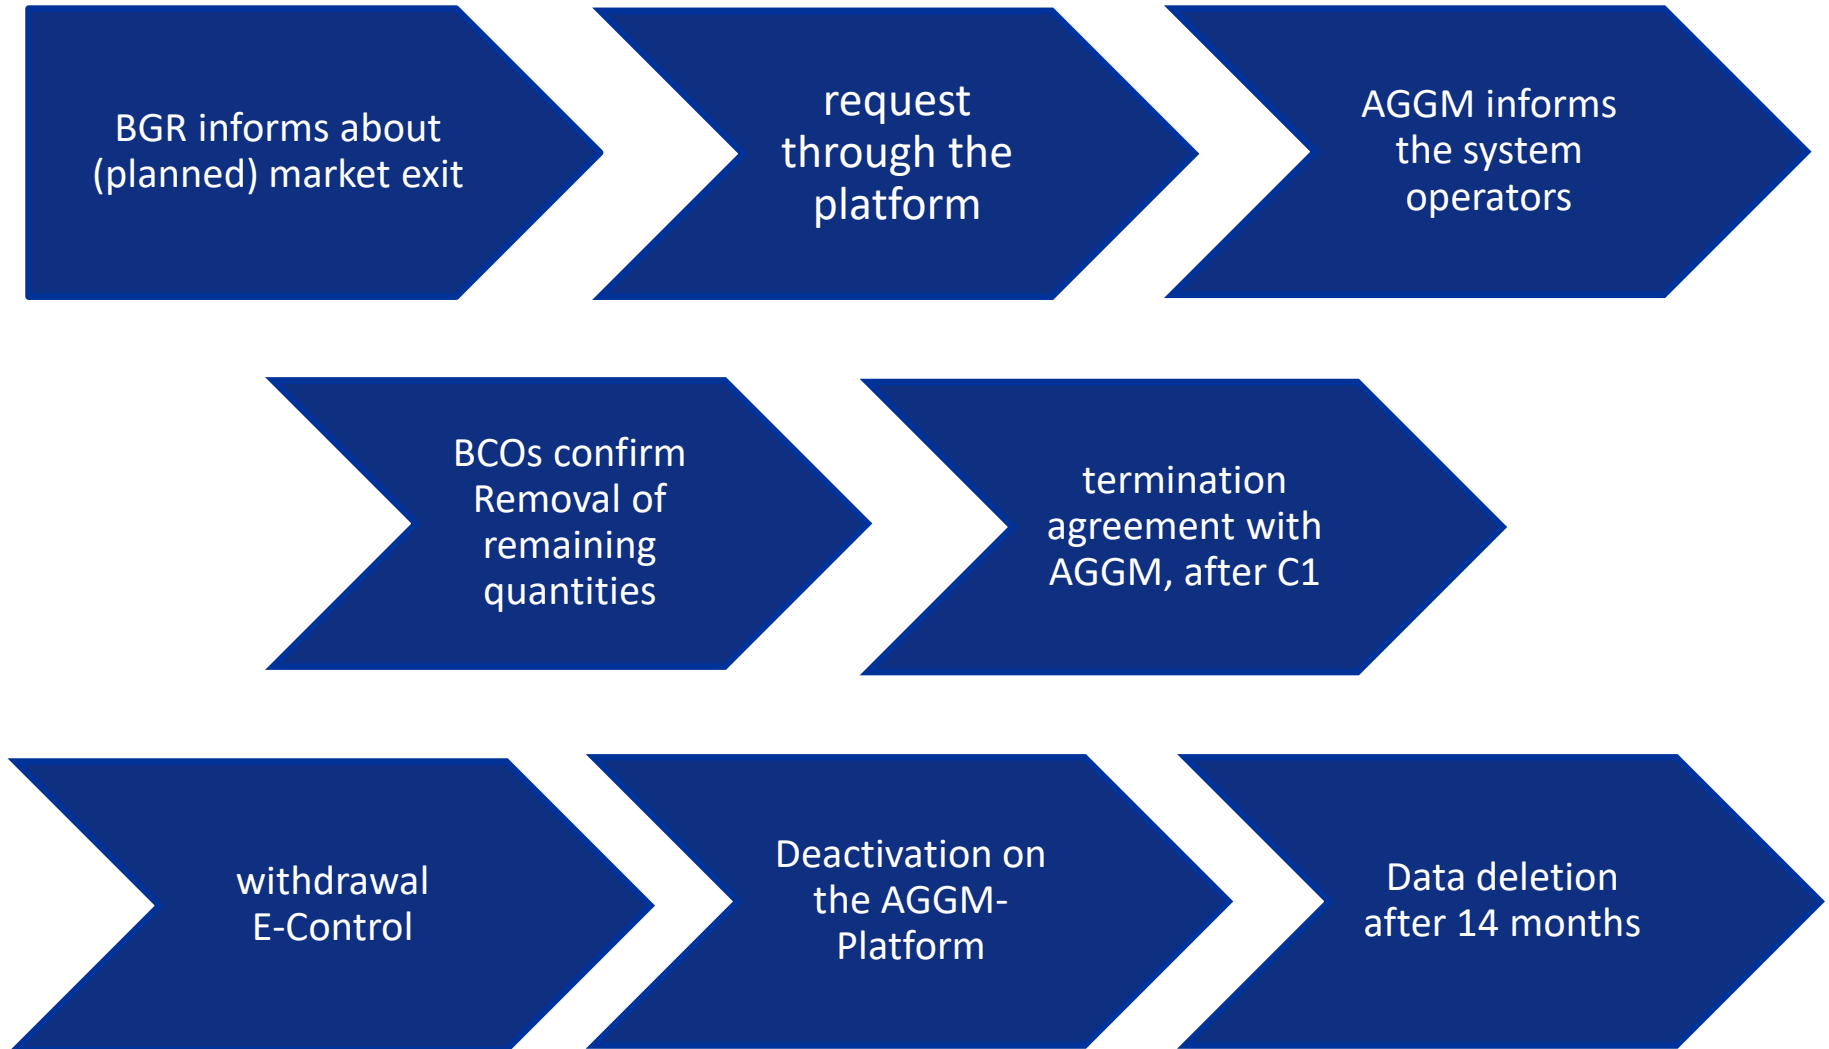 BGR informs about
(planned) market exit
request
through the
platform
AGGM informs
the system
operators
BCOs confirm
Removal of
remaining
quantities
termination
agreement with
AGGM, after C1
withdrawal
E-Control
Deactivation on
the AGGM-
Platform
Data deletion
after 14 months